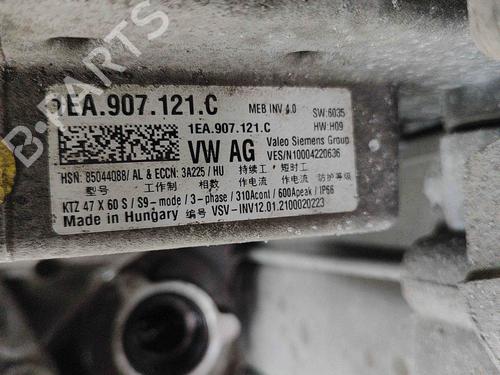 1EA.907.121.C MEB INV 4.0 SW:6035
1EA.907.121.C HW:H09
VW AG Valeo Siemens Group
VES/N10004220636
HSN: 85044088/ AL & ECCN: 3A225 / HU 持续工 短时工
型号 工作制 相数 作电流 作电流 防护等级
KTZ 47 X 60 S / S9-mode / 3-phase / 310Acont / 600Apeak / IP66
Made in Hungary 编号 VSV-INV12.01.2100020223
B-PARTS